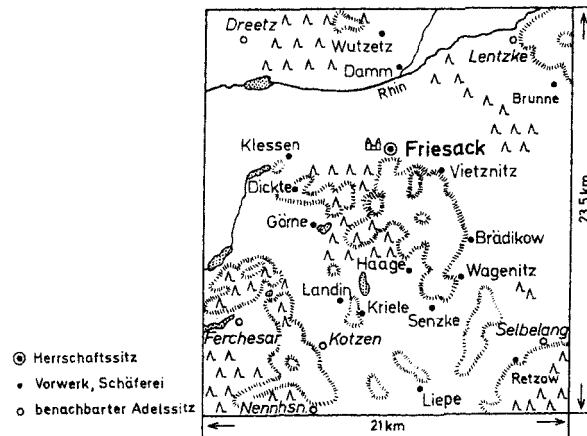 Dreetz
Wutzetz
Lentzke
Damm
Rhin
Brunne
Klessen
Friesack
Vietznitz
Dickte
Görne
Brädikow
Haage
Wagenitz
Landin
Kriele
Senzke
Ferchesar
Kotzen
Selbelang
Retzow
Liepe
Nennhsn.
23,5 km
21 km
Herrschaftssitz
Vorwerk, Schäferei
benachbarter Adelssitz